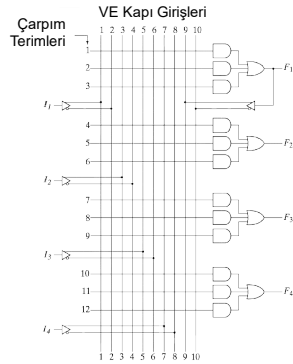 VE Kapı Girişleri
Çarpım
Terimleri
1 2 3 4 5 6 7 8 9 10
1
2
F1
3
I1
4
5
F2
6
I2
7
8
F3
9
I3
10
11
F4
12
I4
1 2 3 4 5 6 7 8 9 10